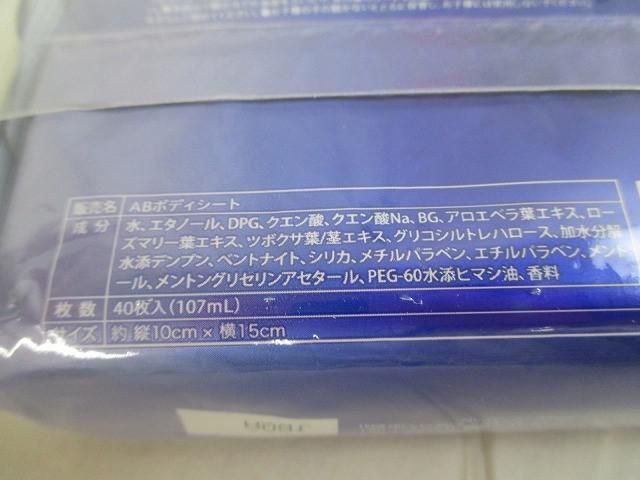 販売名 ABボディシート
成分 水、エタノール、DPG、クエン酸、クエン酸Na、BG、アロエベラ葉エキス、ロー
ズマリー葉エキス、ツボクサ葉/茎エキス、グリコシルトレハロース、加水分解
水添デンプン、ベントナイト、シリカ、メチルパラベン、エチルパラベン、メント
ール、メントングリセリンアセタール、PEG-60水添ヒマシ油、香料
枚数 40枚入(107mL)
サイズ 約 縦10cm×横15cm